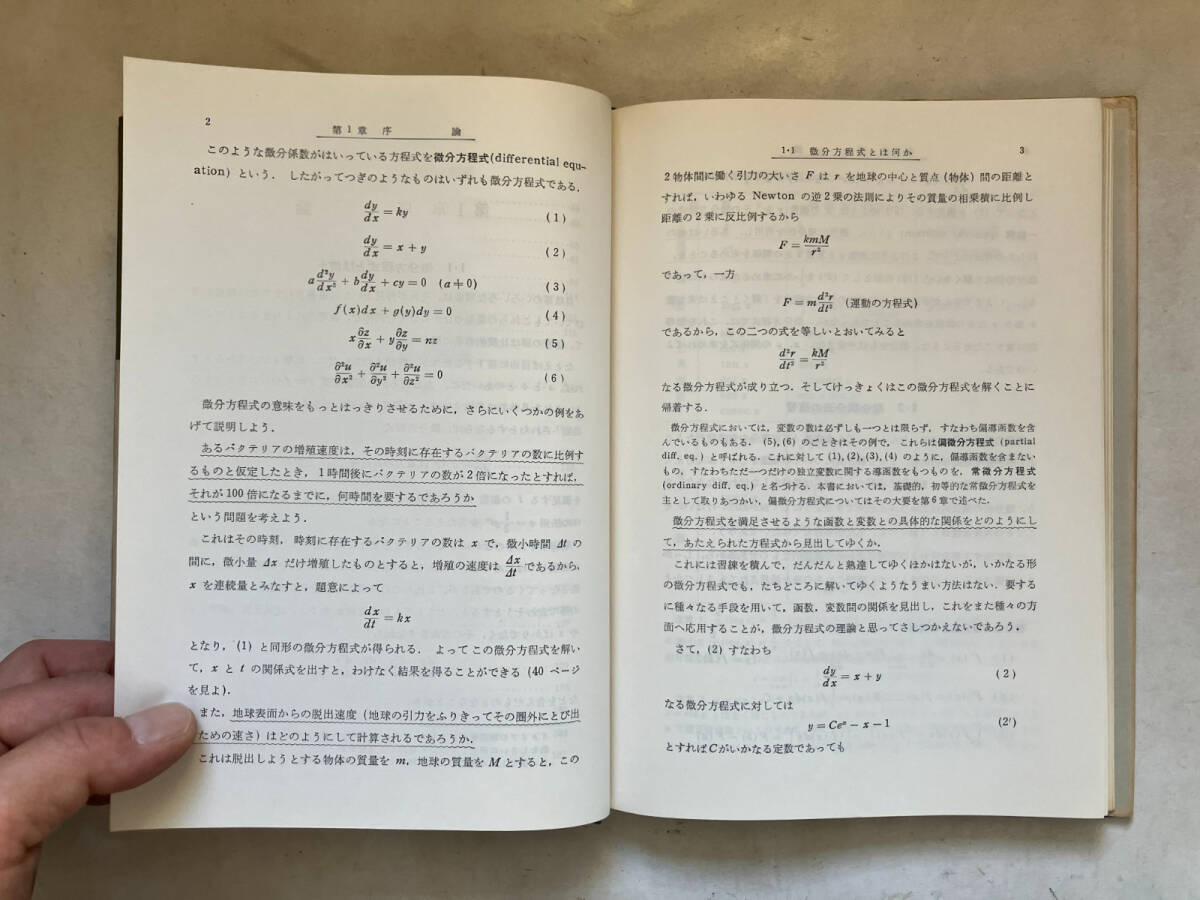 2
第1章 序 論
このような微分係数がはいっている方程式を微分方程式(differential equ-
ation) という. したがってつぎのようなものはいずれも微分方程式である.
dy/dx = ky (1)
dy/dx = x + y (2)
a d²y/dx² + b dy/dx + cy = 0 (a≠0) (3)
f(x)dx + g(y)dy = 0 (4)
x ∂z/∂x + y ∂z/∂y = nz (5)
∂²u/∂x² + ∂²u/∂y² + ∂²u/∂z² = 0 (6)
微分方程式の意味をもっとはっきりさせるために, さらにいくつかの例をあ
げて説明しよう.
あるバクテリアの増殖速度は, その時刻に存在するバクテリアの数に比例す
るものと仮定したとき, 1時間後にバクテリアの数が2倍になったとすれば,
それが100倍になるまでに, 何時間を要するであろうか
という問題を考えよう.
これはその時刻, 時刻に存在するバクテリアの数は x で, 微小時間 Δt の
間に, 微小量 Δx だけ増殖したものとすると, 増殖の速度は Δx/Δt であるから,
x を連続量とみなすと, 題意によって
dx/dt = kx
となり, (1) と同形の微分方程式が得られる. よってこの微分方程式を解い
て, x と t の関係式を出すと, わけなく結果を得ることができる (40 ページ
を見よ).
また, 地球表面からの脱出速度 (地球の引力をふりきってその圏外にとび出
ための速さ) はどのようにして計算されるであろうか.
これは脱出しようとする物体の質量を m, 地球の質量を M とすると, この
1·1 微分方程式とは何か
3
2物体間に働く引力の大いさ F は r を地球の中心と質点 (物体) 間の距離と
すれば, いわゆる Newton の逆2乗の法則によりその質量の相乗積に比例し
距離の2乗に反比例するから
F = kmM/r²
であって, 一方
F = m d²r/dt² (運動の方程式)
であるから, この二つの式を等しいとおいてみると
d²r/dt² = kM/r²
なる微分方程式が成り立つ. そしてけっきょくはこの微分方程式を解くことに
帰着する.
微分方程式においては, 変数の数は必ずしも一つとは限らず, すなわち偏導函数を含
んでいるものもある. (5), (6) のごときはその例で, これらは偏微分方程式 (partial
diff. eq.) と呼ばれる. これに対して (1), (2), (3), (4) のように, 偏導函数を含まない
もの, すなわちただ一つだけの独立変数に関する導函数をもつものを, 常微分方程式
(ordinary diff. eq.) と名づける. 本書においては, 基礎的, 初等的な常微分方程式を
主として取りあつかい, 偏微分方程式についてはその大要を第6章で述べた.
微分方程式を満足させるような函数と変数との具体的な関係をどのようにし
て, あたえられた方程式から見出してゆくか.
これには習練を積んで, だんだんと熟達してゆくほかはないが, いかなる形
の微分方程式でも, たちどころに解いてゆくようなうまい方法はない. 要する
に種々なる手段を用いて, 函数, 変数間の関係を見出し, これをまた種々の方
面へ応用することが, 微分方程式の理論と思ってさしつかえないであろう.
さて, (2) すなわち
dy/dx = x + y (2)
なる微分方程式に対しては
y = Ceˣ − x − 1 (2′)
とすればCがいかなる定数であっても